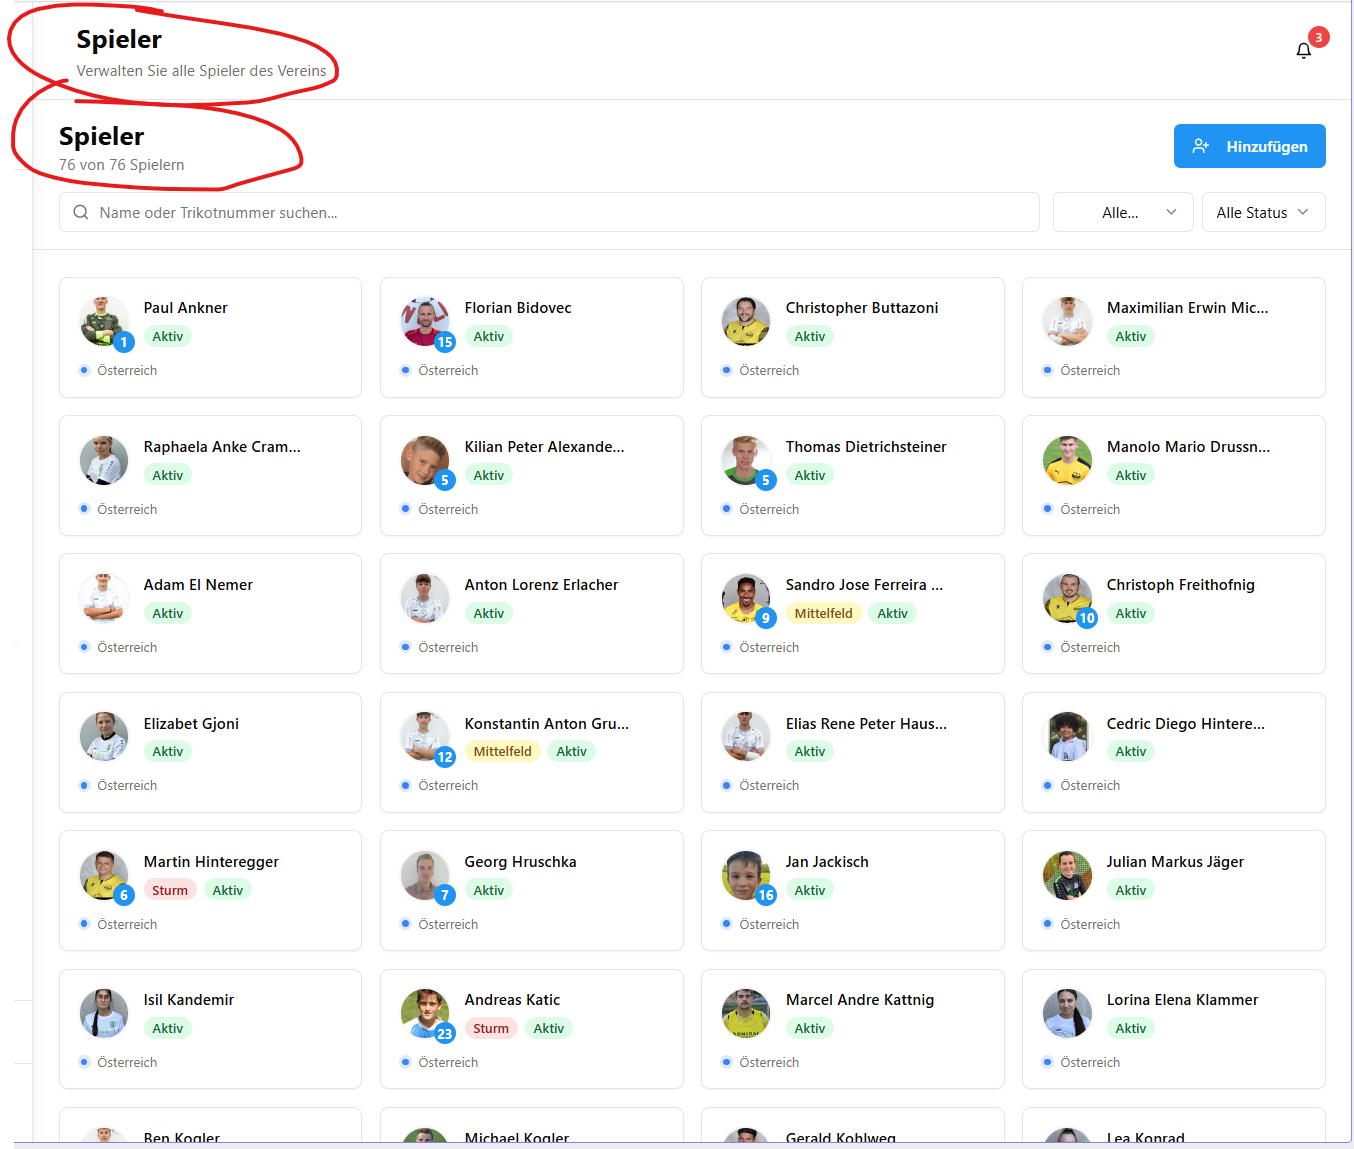 Spieler
Verwalten Sie alle Spieler des Vereins
3
Spieler
76 von 76 Spielern
Hinzufügen
Name oder Trikotnummer suchen...
Alle...
Alle Status
Paul Ankner
Aktiv
1
Österreich
Florian Bidovec
Aktiv
15
Österreich
Christopher Buttazoni
Aktiv
Österreich
Maximilian Erwin Mic...
Aktiv
Österreich
Raphaela Anke Cram...
Aktiv
Österreich
Kilian Peter Alexande...
Aktiv
5
Österreich
Thomas Dietrichsteiner
Aktiv
5
Österreich
Manolo Mario Drussn...
Aktiv
Österreich
Adam El Nemer
Aktiv
Österreich
Anton Lorenz Erlacher
Aktiv
Österreich
Sandro Jose Ferreira ...
Mittelfeld Aktiv
9
Österreich
Christoph Freithofnig
Aktiv
10
Österreich
Elizabet Gjoni
Aktiv
Österreich
Konstantin Anton Gru...
Mittelfeld Aktiv
12
Österreich
Elias Rene Peter Haus...
Aktiv
Österreich
Cedric Diego Hintere...
Aktiv
Österreich
Martin Hinteregger
Sturm Aktiv
6
Österreich
Georg Hruschka
Aktiv
7
Österreich
Jan Jackisch
Aktiv
16
Österreich
Julian Markus Jäger
Aktiv
Österreich
Isil Kandemir
Aktiv
Österreich
Andreas Katic
Sturm Aktiv
23
Österreich
Marcel Andre Kattnig
Aktiv
Österreich
Lorina Elena Klammer
Aktiv
Österreich
Ben Kogler
Michael Kogler
Gerald Kohlweg
Lea Konrad